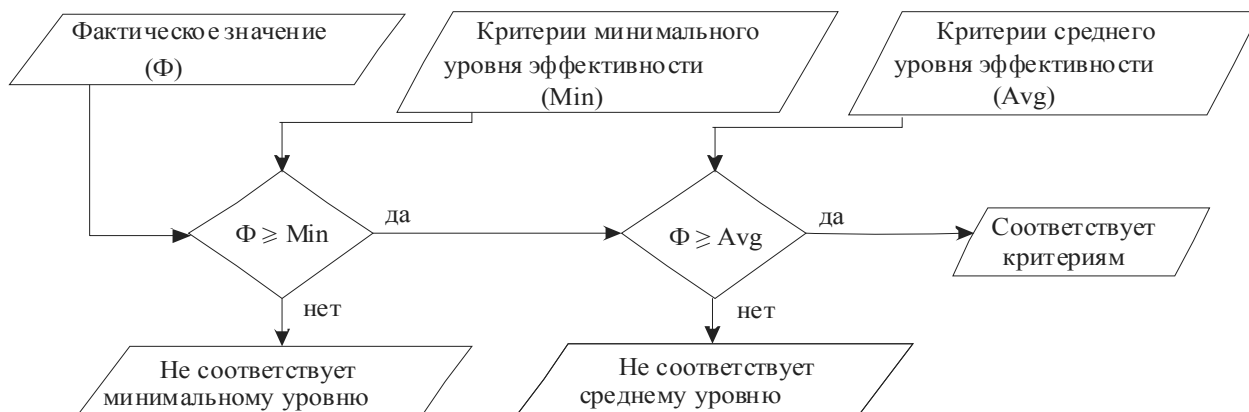 Фактическое значение
(Ф)
Критерии минимального
уровня эффективности
(Min)
Критерии среднего
уровня эффективности
(Avg)
Ф ⩾ Min
да
Ф ⩾ Avg
да
Соответствует
критериям
нет
нет
Не соответствует
минимальному уровню
Не соответствует
среднему уровню